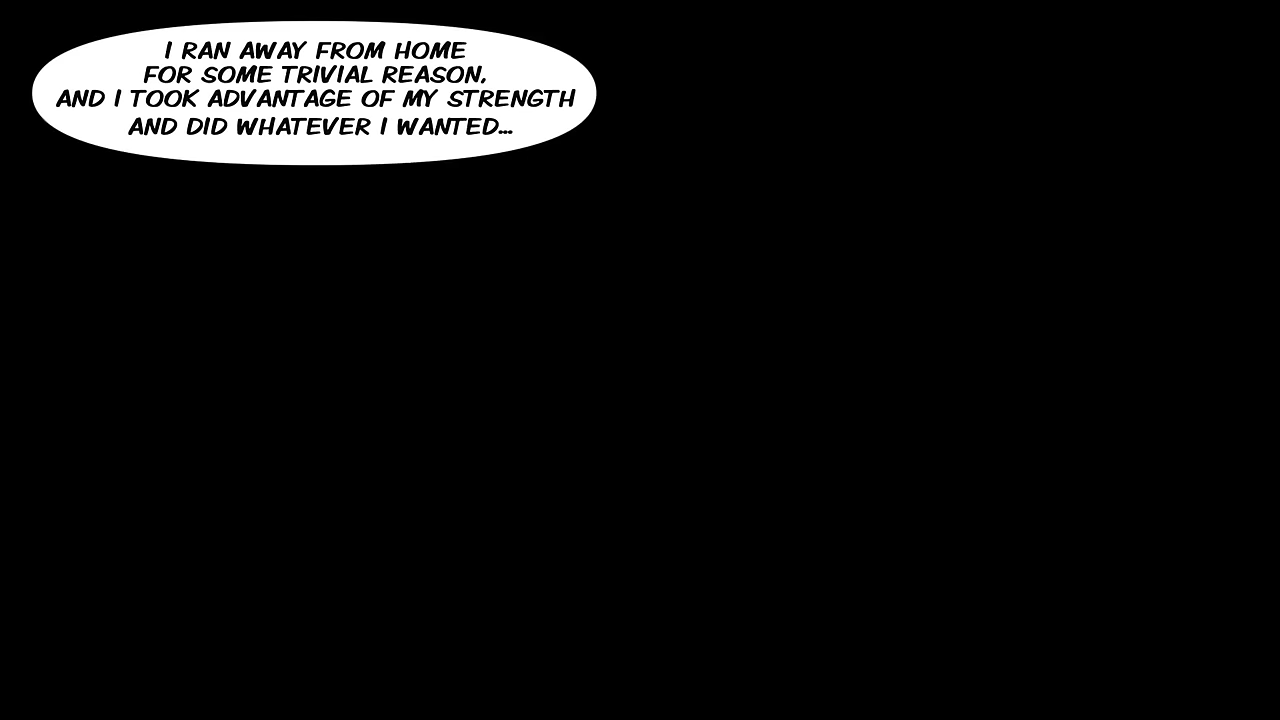 I RAN AWAY FROM HOME
FOR SOME TRIVIAL REASON,
AND I TOOK ADVANTAGE OF MY STRENGTH
AND DID WHATEVER I WANTED...